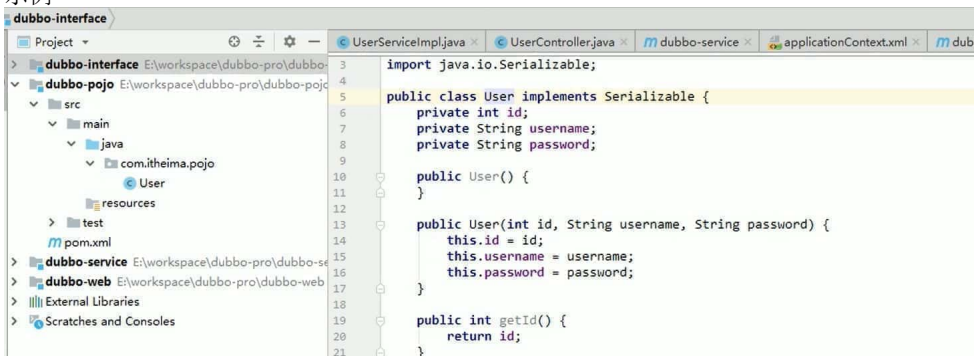 示例
dubbo-interface
Project
UserServiceImpl.java
UserController.java
dubbo-service
applicationContext.xml
dub
dubbo-interface E:\workspace\dubbo-pro\dubbo-
dubbo-pojo E:\workspace\dubbo-pro\dubbo-pojo
src
main
java
com.itheima.pojo
User
resources
test
pom.xml
dubbo-service E:\workspace\dubbo-pro\dubbo-se
dubbo-web E:\workspace\dubbo-pro\dubbo-web
External Libraries
Scratches and Consoles
3 import java.io.Serializable;
4
5 public class User implements Serializable {
6 private int id;
7 private String username;
8 private String password;
9
10 public User() {
11 }
12
13 public User(int id, String username, String password) {
14 this.id = id;
15 this.username = username;
16 this.password = password;
17 }
18
19 public int getId() {
20 return id;
21 }